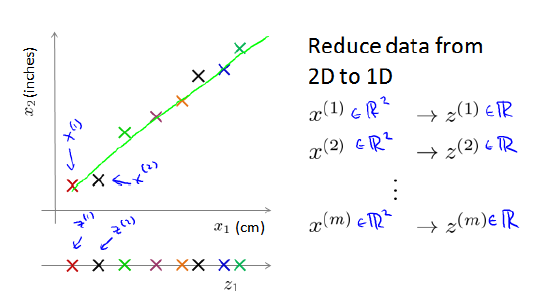 x₂ (inches)
x⁽¹⁾
x⁽²⁾
x₁ (cm)
z⁽¹⁾
z⁽²⁾
z₁
Reduce data from
2D to 1D
x⁽¹⁾ ∈ ℝ² → z⁽¹⁾ ∈ ℝ
x⁽²⁾ ∈ ℝ² → z⁽²⁾ ∈ ℝ
⋮
x⁽ᵐ⁾ ∈ ℝ² → z⁽ᵐ⁾ ∈ ℝ